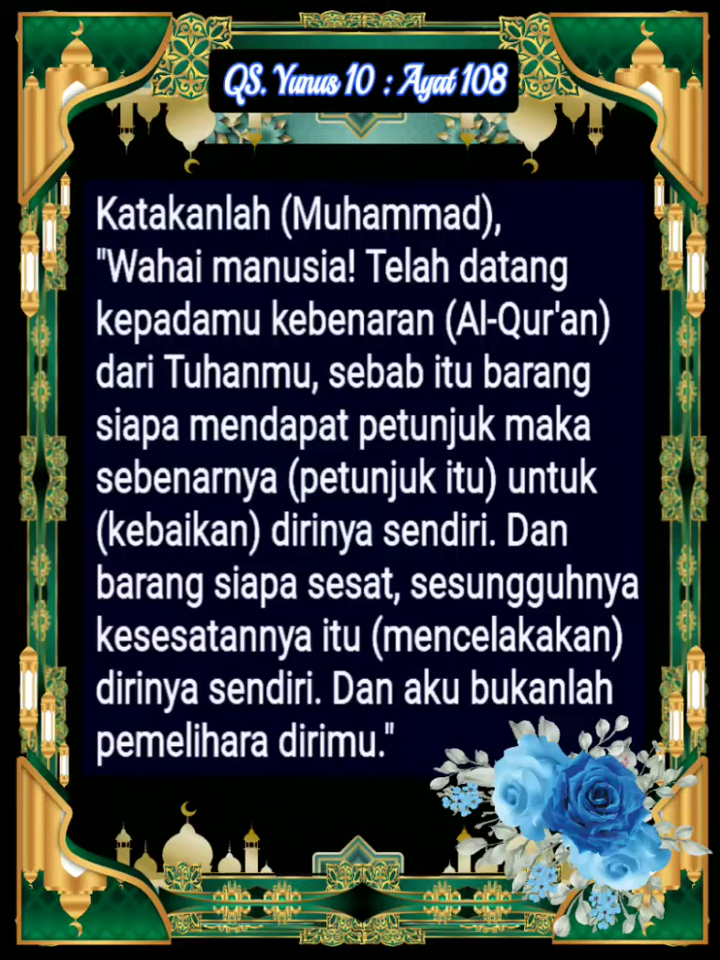 QS. Yunus 10 : Ayat 108
Katakanlah (Muhammad),
"Wahai manusia! Telah datang
kepadamu kebenaran (Al-Qur'an)
dari Tuhanmu, sebab itu barang
siapa mendapat petunjuk maka
sebenarnya (petunjuk itu) untuk
(kebaikan) dirinya sendiri. Dan
barang siapa sesat, sesungguhnya
kesesatannya itu (mencelakakan)
dirinya sendiri. Dan aku bukanlah
pemelihara dirimu."